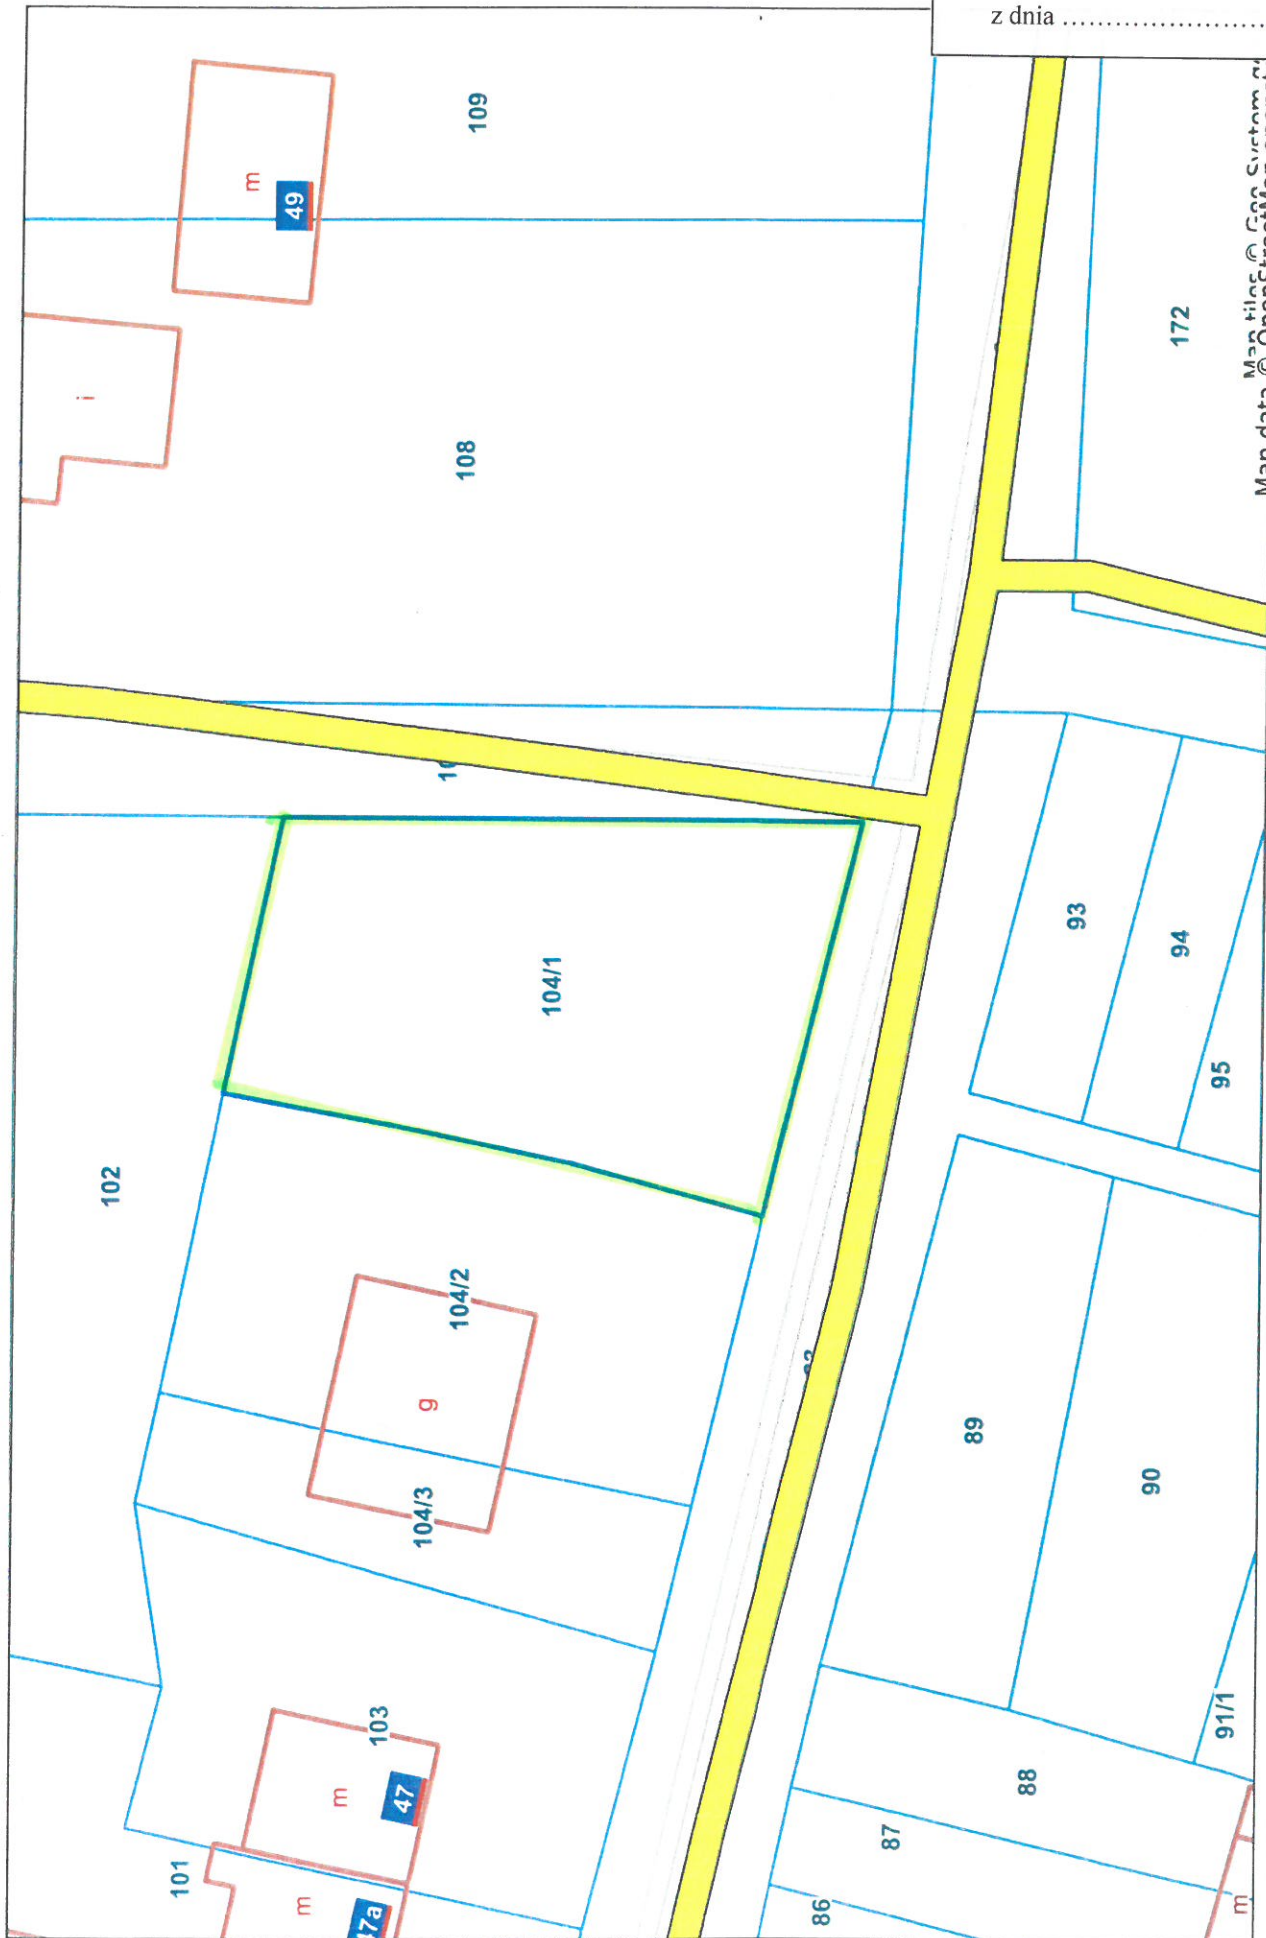 z dnia ..............................
109
m
49
i
108
172
104/1
93
94
95
102
104/2
g
104/3
89
90
103
m
47
91/1
88
87
86
101
m
m